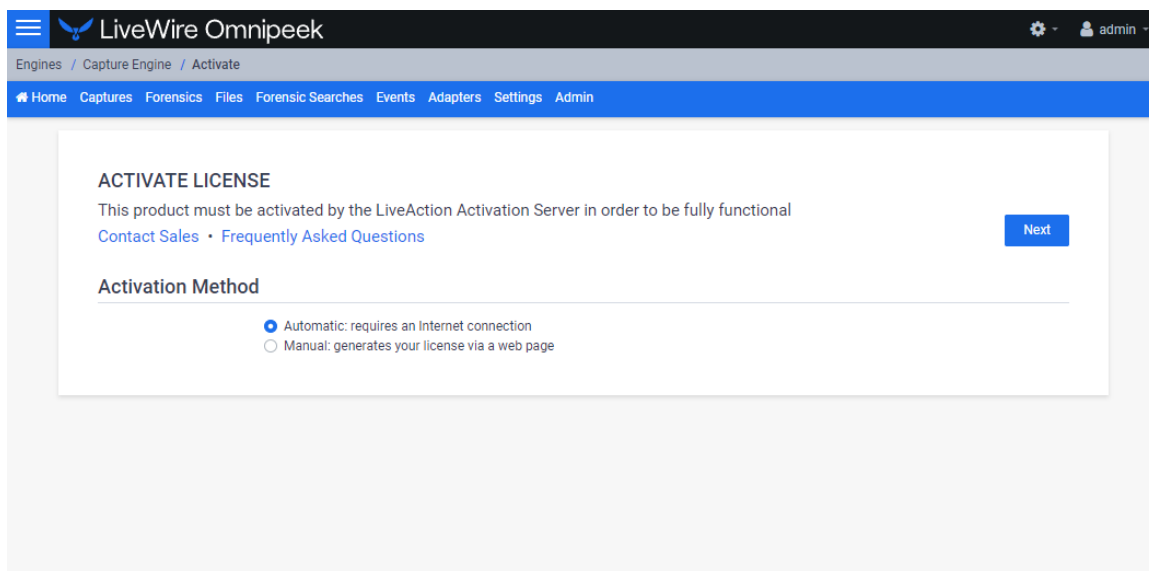 LiveWire Omnipeek
admin
Engines / Capture Engine / Activate
Home Captures Forensics Files Forensic Searches Events Adapters Settings Admin
ACTIVATE LICENSE
This product must be activated by the LiveAction Activation Server in order to be fully functional
Contact Sales • Frequently Asked Questions
Next
Activation Method
Automatic: requires an Internet connection
Manual: generates your license via a web page